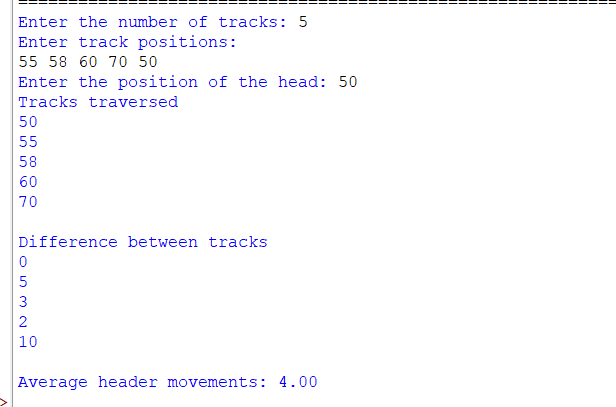 Enter the number of tracks: 5
Enter track positions:
55 58 60 70 50
Enter the position of the head: 50
Tracks traversed
50
55
58
60
70
Difference between tracks
0
5
3
2
10
Average header movements: 4.00
>